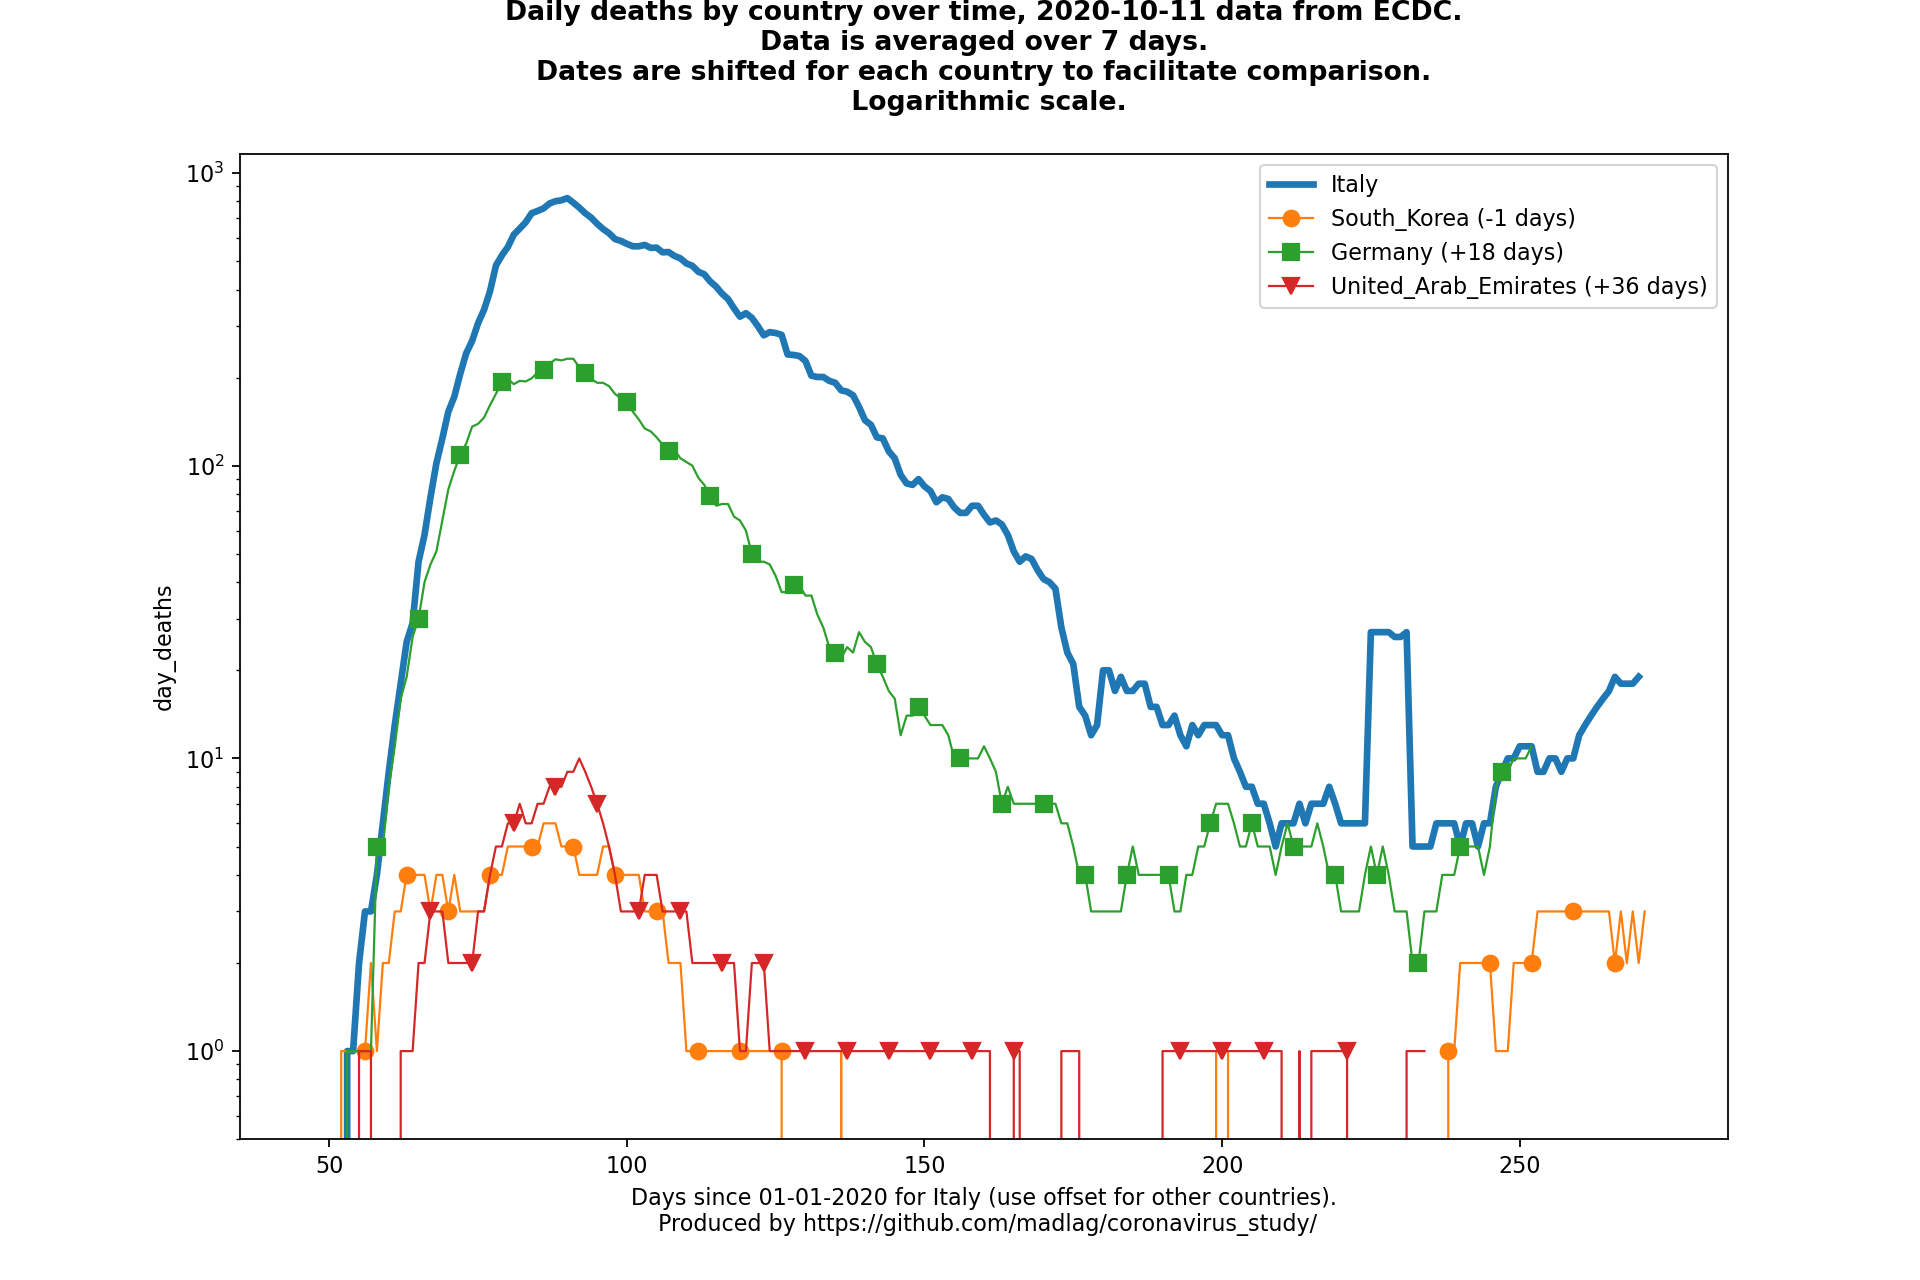 Daily deaths by country over time, 2020-10-11 data from ECDC.
Data is averaged over 7 days.
Dates are shifted for each country to facilitate comparison.
Logarithmic scale.
10³
10²
10¹
10⁰
day_deaths
Italy
South_Korea (-1 days)
Germany (+18 days)
United_Arab_Emirates (+36 days)
50 100 150 200 250
Days since 01-01-2020 for Italy (use offset for other countries).
Produced by https://github.com/madlag/coronavirus_study/